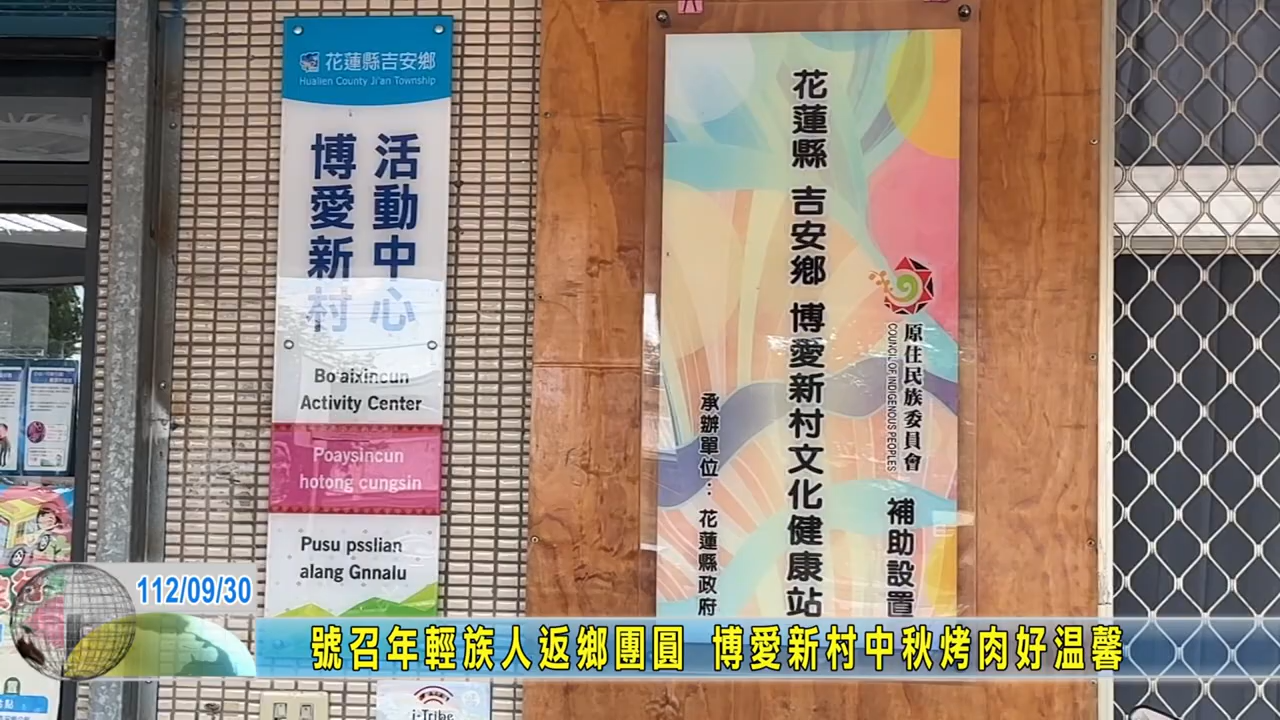 花蓮縣吉安鄉
Hualien County Ji'an Township
博愛新村
活動中心
Bo'aixincun
Activity Center
Poaysincun
hotong cungsin
Pusu psslian
alang Gnnalu
花蓮縣 吉安鄉 博愛新村文化健康站
原住民族委員會
COUNCIL OF INDIGENOUS PEOPLES
補助設置
承辦單位：花蓮縣政府
112/09/30
號召年輕族人返鄉團圓 博愛新村中秋烤肉好溫馨
i-Tribe